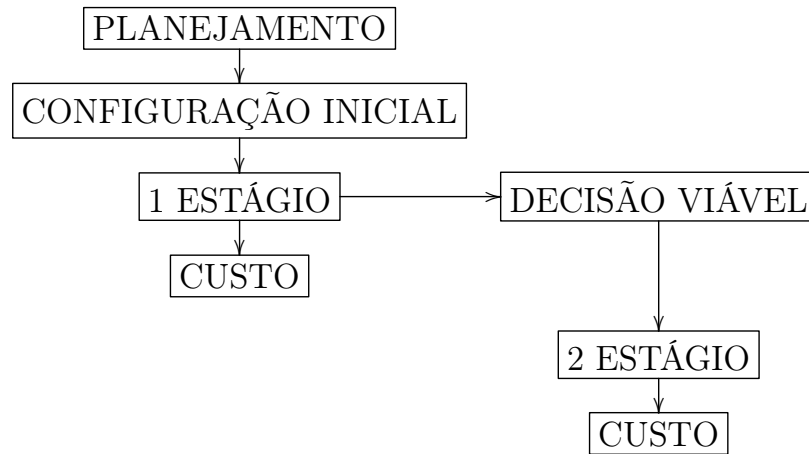 PLANEJAMENTO
CONFIGURAÇÃO INICIAL
1 ESTÁGIO
DECISÃO VIÁVEL
CUSTO
2 ESTÁGIO
CUSTO